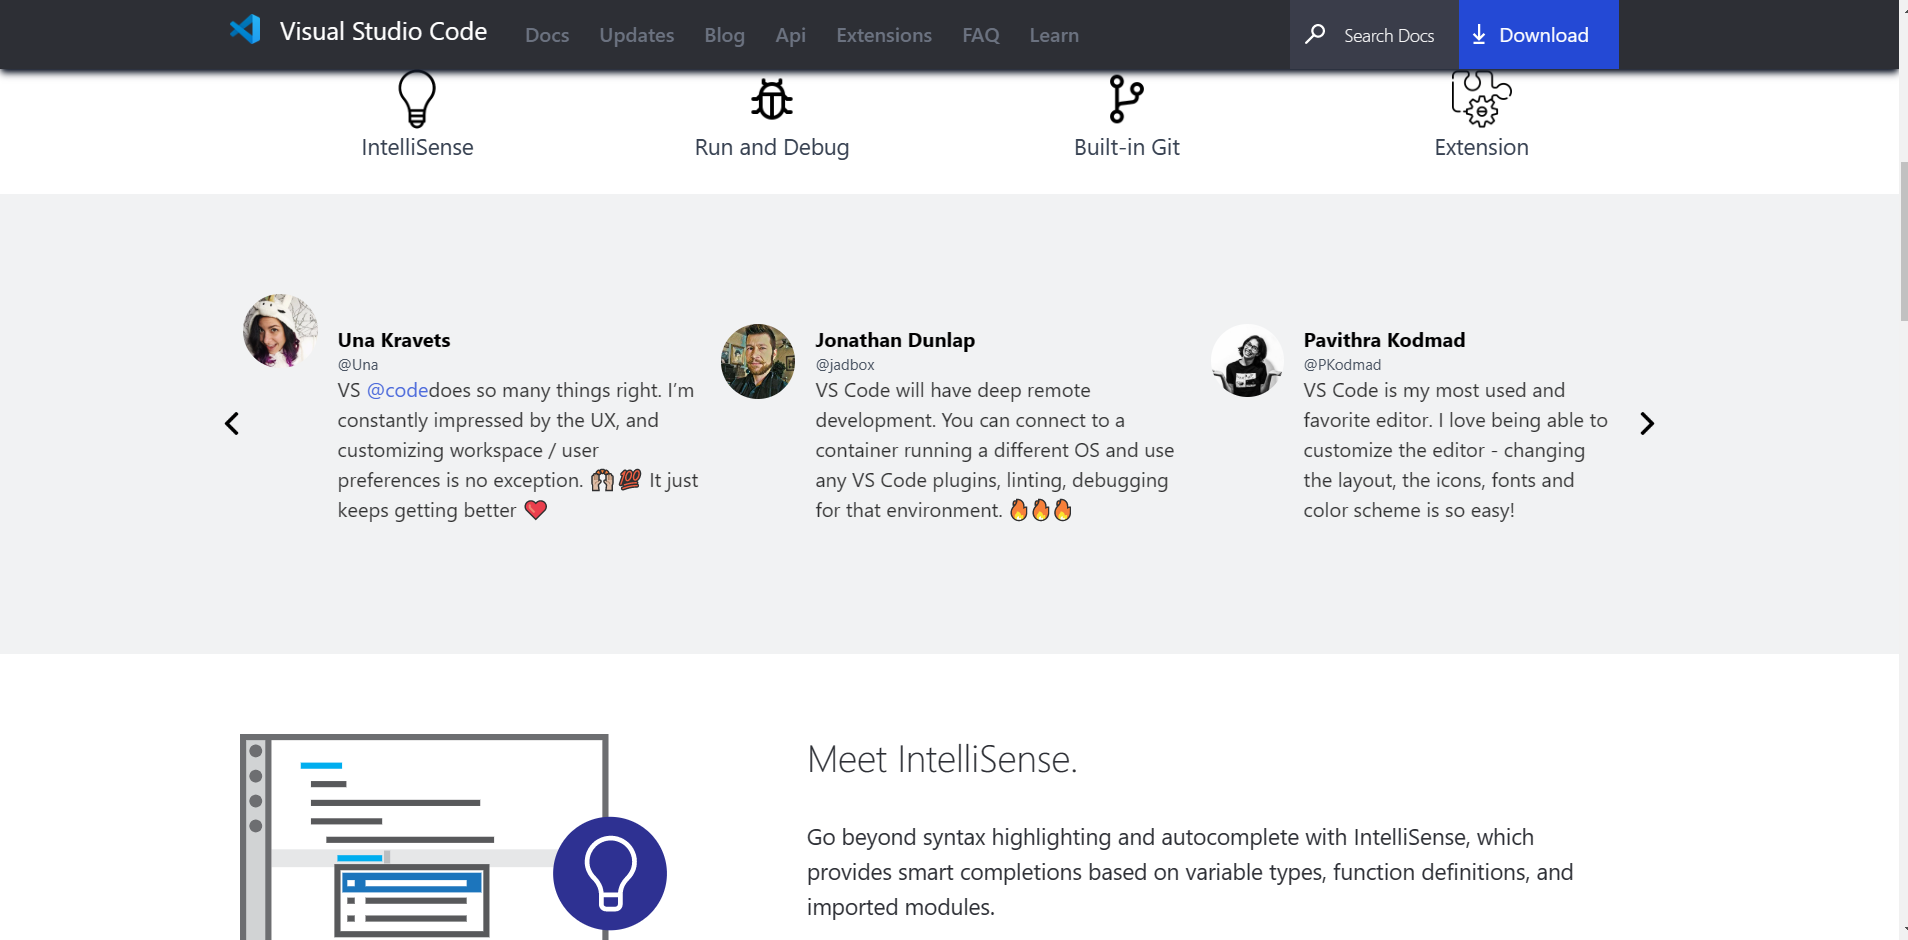 Visual Studio Code Docs Updates Blog Api Extensions FAQ Learn Search Docs Download
IntelliSense Run and Debug Built-in Git Extension
Una Kravets
@Una
VS @codedoes so many things right. I’m
constantly impressed by the UX, and
customizing workspace / user
preferences is no exception. 🙌💯 It just
keeps getting better ❤️
Jonathan Dunlap
@jadbox
VS Code will have deep remote
development. You can connect to a
container running a different OS and use
any VS Code plugins, linting, debugging
for that environment. 🔥🔥🔥
Pavithra Kodmad
@PKodmad
VS Code is my most used and
favorite editor. I love being able to
customize the editor - changing
the layout, the icons, fonts and
color scheme is so easy!
Meet IntelliSense.
Go beyond syntax highlighting and autocomplete with IntelliSense, which
provides smart completions based on variable types, function definitions, and
imported modules.